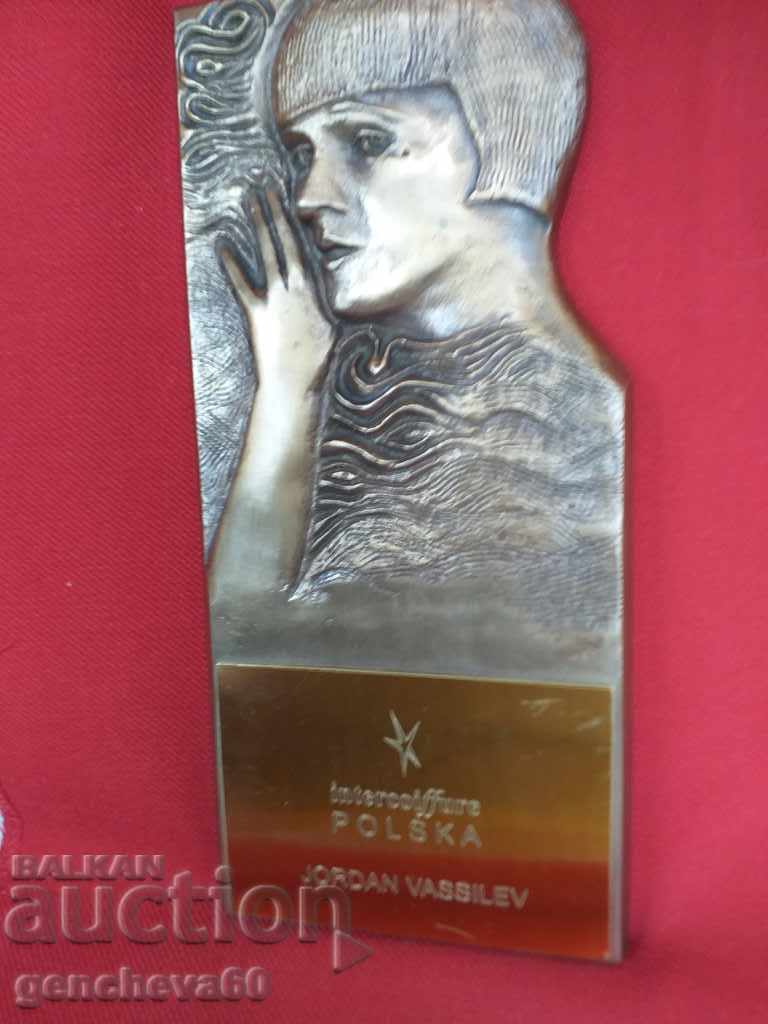 intercoiffure
POLSKA
JORDAN VASSILEV
BALKAN
auction
gencheva60